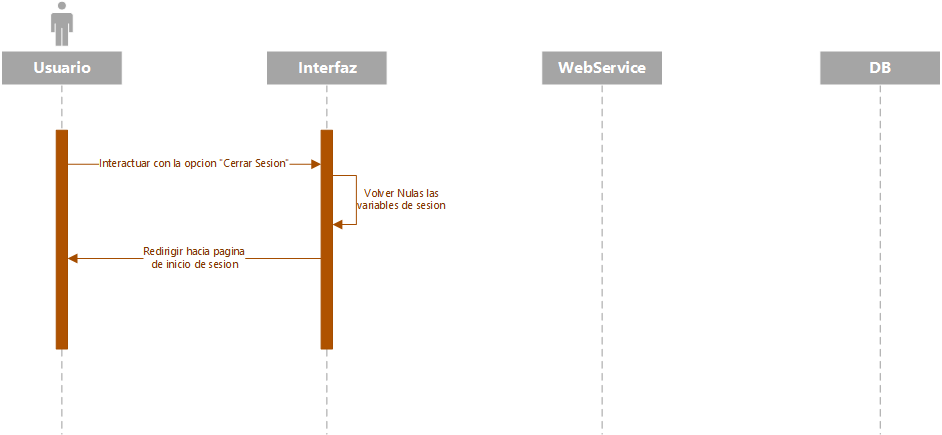 Usuario
Interfaz
WebService
DB
Interactuar con la opcion "Cerrar Sesion"
Volver Nulas las
variables de sesion
Redirigir hacia pagina
de inicio de sesion